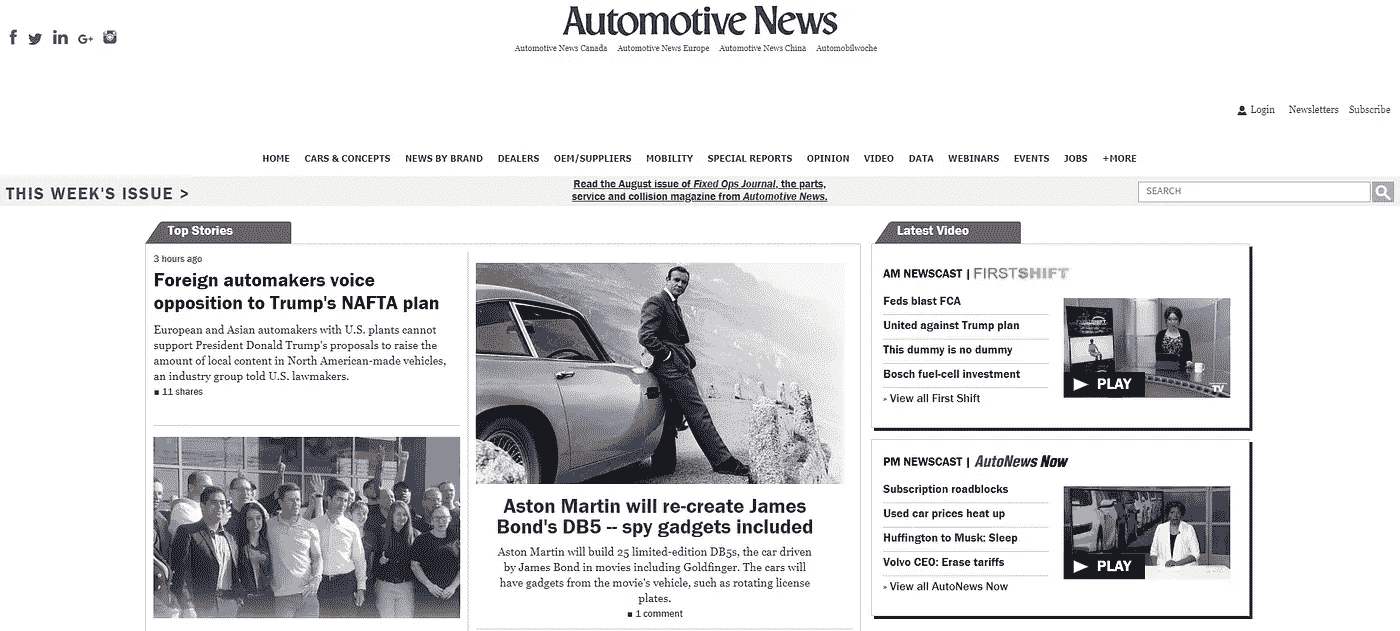 Automotive News
Automotive News Canada Automotive News Europe Automotive News China Automobilwoche
Login Newsletters Subscribe
HOME CARS & CONCEPTS NEWS BY BRAND DEALERS OEM/SUPPLIERS MOBILITY SPECIAL REPORTS OPINION VIDEO DATA WEBINARS EVENTS JOBS +MORE
THIS WEEK'S ISSUE >
Read the August issue of Fixed Ops Journal, the parts,
service and collision magazine from Automotive News.
SEARCH
Top Stories
3 hours ago
Foreign automakers voice
opposition to Trump's NAFTA plan
European and Asian automakers with U.S. plants cannot
support President Donald Trump's proposals to raise the
amount of local content in North American-made vehicles,
an industry group told U.S. lawmakers.
■ 11 shares
Aston Martin will re-create James
Bond's DB5 -- spy gadgets included
Aston Martin will build 25 limited-edition DB5s, the car driven
by James Bond in movies including Goldfinger. The cars will
have gadgets from the movie's vehicle, such as rotating license
plates.
■ 1 comment
Latest Video
AM NEWSCAST | FIRSTSHIFT
Feds blast FCA
United against Trump plan
This dummy is no dummy
Bosch fuel-cell investment
> View all First Shift
PLAY
TV
PM NEWSCAST | AutoNews Now
Subscription roadblocks
Used car prices heat up
Huffington to Musk: Sleep
Volvo CEO: Erase tariffs
> View all AutoNews Now
PLAY